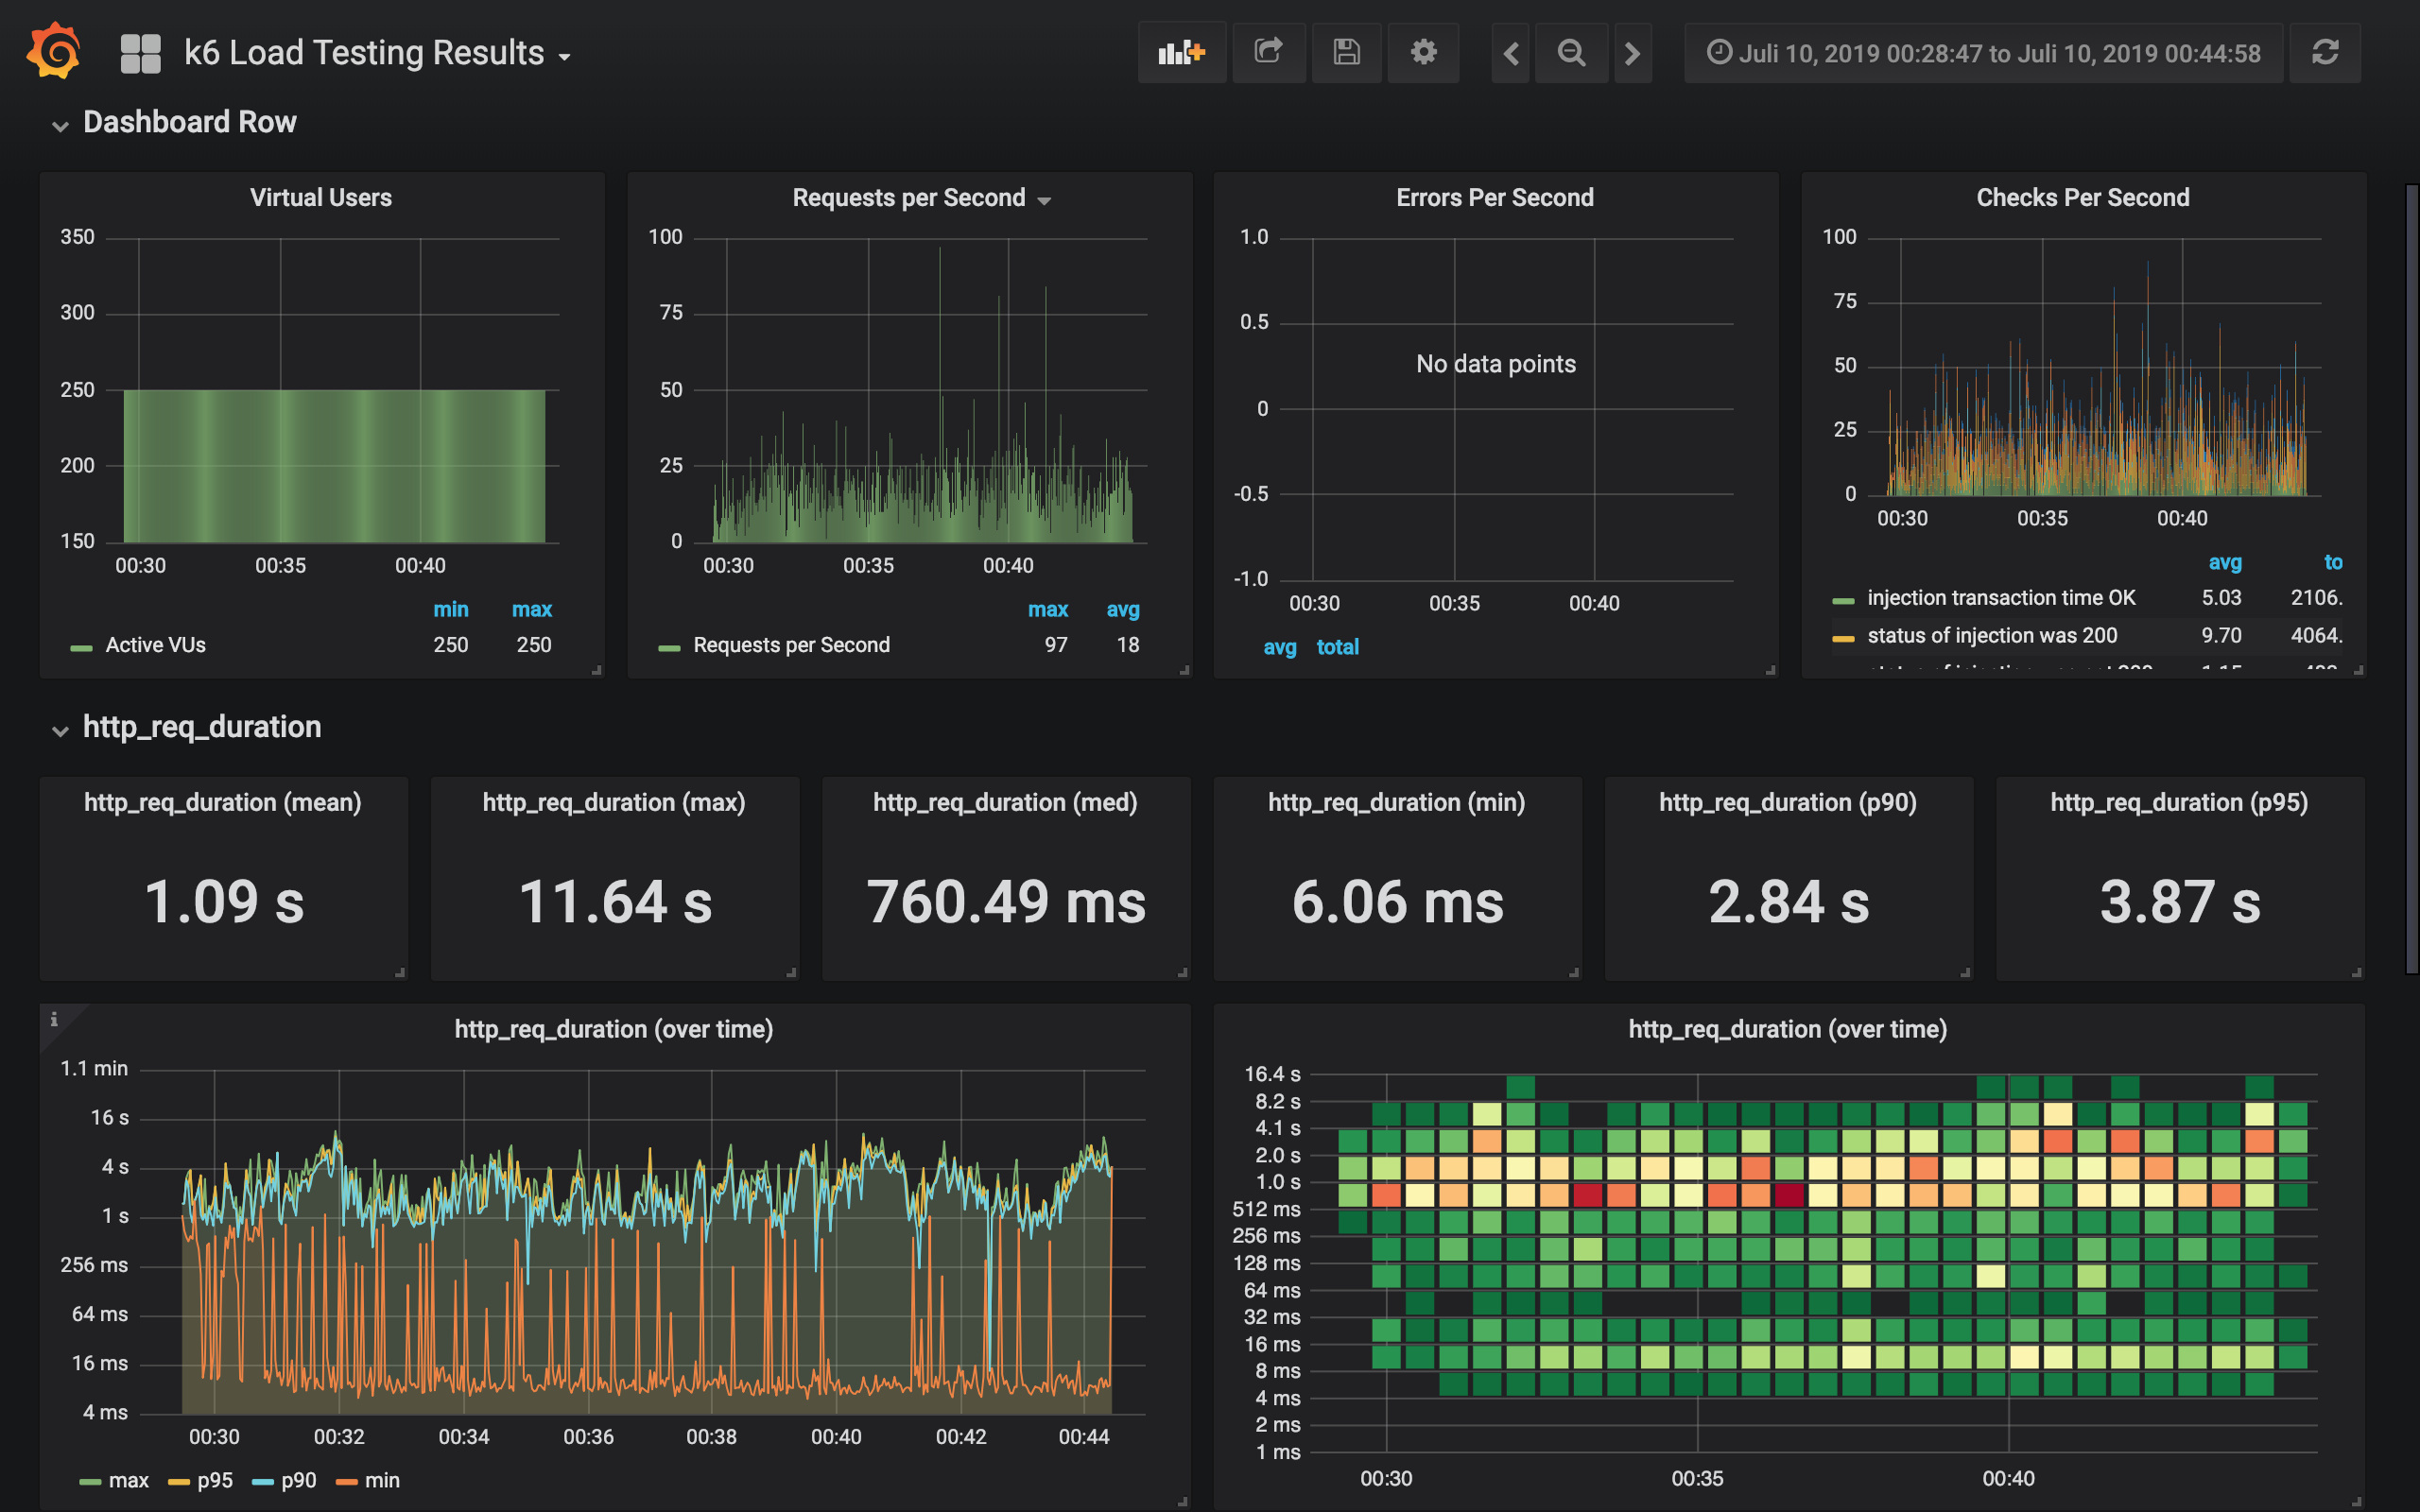 k6 Load Testing Results
Juli 10, 2019 00:28:47 to Juli 10, 2019 00:44:58
Dashboard Row
Virtual Users
350
300
250
200
150
00:30 00:35 00:40
min max
Active VUs 250 250
Requests per Second
100
75
50
25
0
00:30 00:35 00:40
max avg
Requests per Second 97 18
Errors Per Second
1.0
0.5
0
-0.5
-1.0
No data points
00:30 00:35 00:40
avg total
Checks Per Second
100
75
50
25
0
00:30 00:35 00:40
avg to
injection transaction time OK 5.03 2106.
status of injection was 200 9.70 4064.
http_req_duration
http_req_duration (mean)
1.09 s
http_req_duration (max)
11.64 s
http_req_duration (med)
760.49 ms
http_req_duration (min)
6.06 ms
http_req_duration (p90)
2.84 s
http_req_duration (p95)
3.87 s
i
http_req_duration (over time)
1.1 min
16 s
4 s
1 s
256 ms
64 ms
16 ms
4 ms
00:30 00:32 00:34 00:36 00:38 00:40 00:42 00:44
max p95 p90 min
http_req_duration (over time)
16.4 s
8.2 s
4.1 s
2.0 s
1.0 s
512 ms
256 ms
128 ms
64 ms
32 ms
16 ms
8 ms
4 ms
2 ms
1 ms
00:30 00:35 00:40